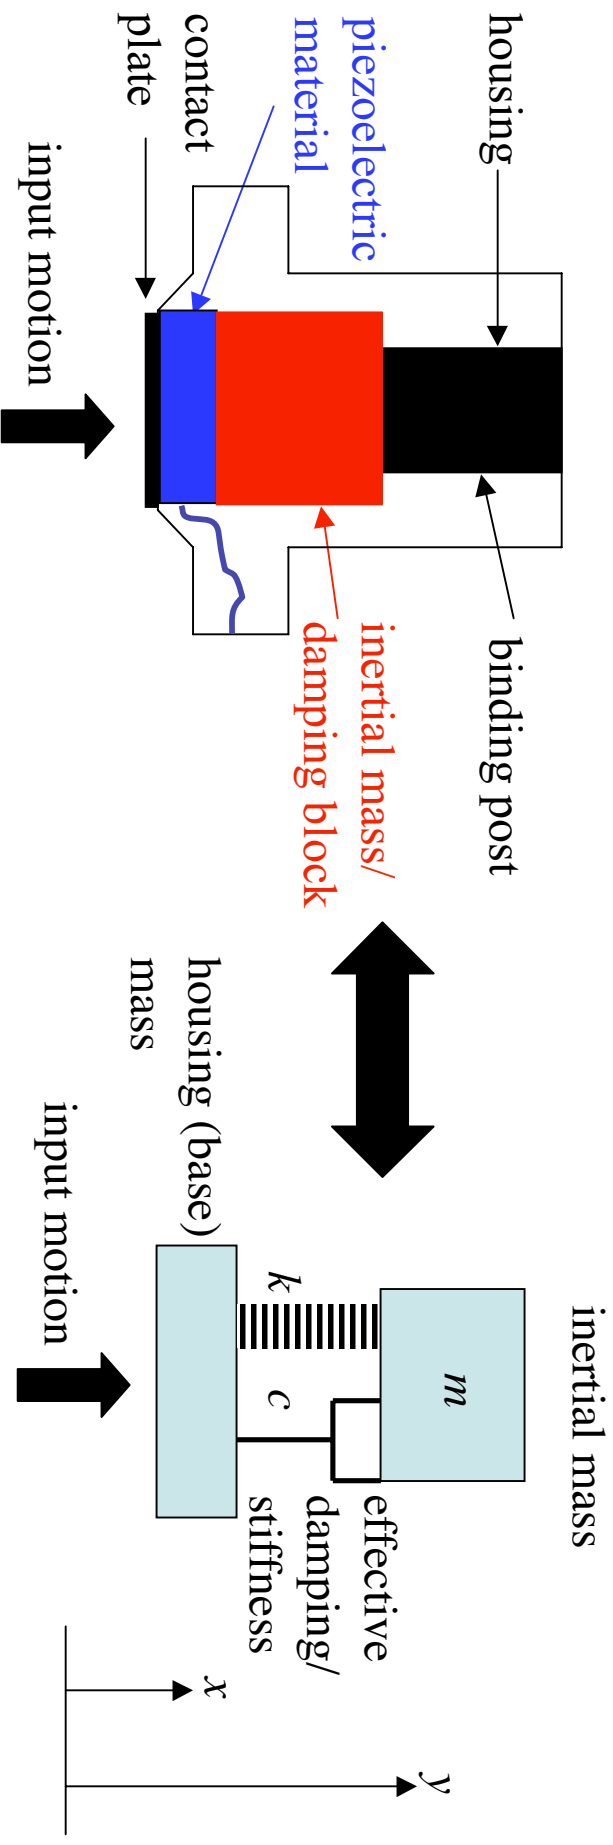 housing
binding post
piezoelectric
material
inertial mass/
damping block
contact
plate
input motion
inertial mass
m
k
c
effective
damping/
stiffness
housing (base)
mass
input motion
x
y